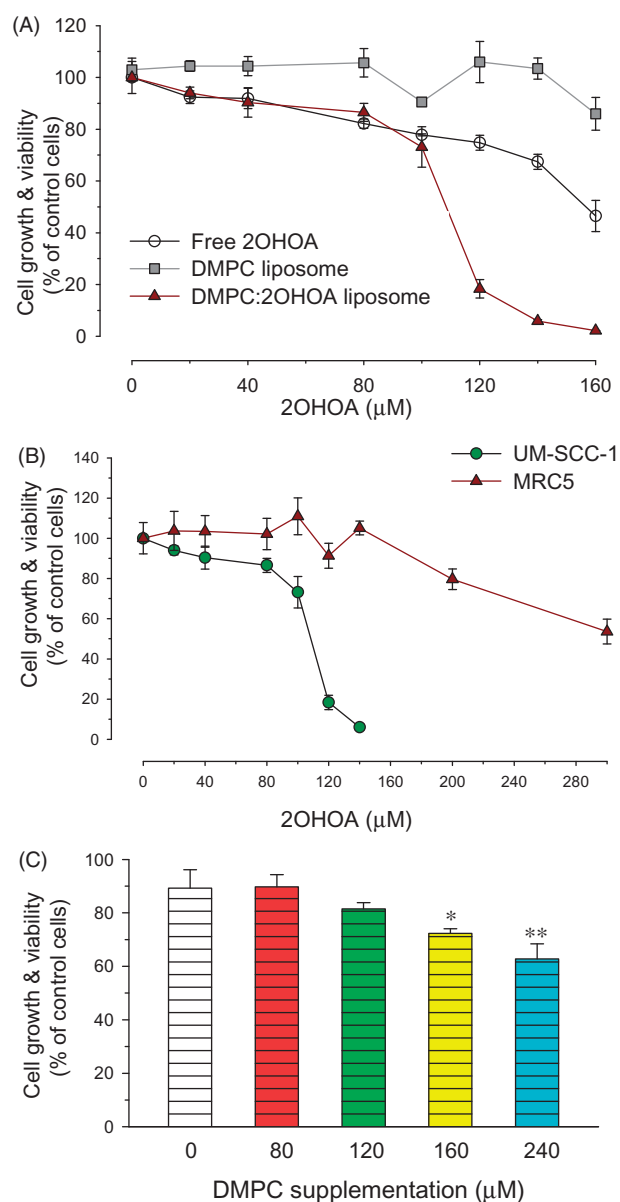 (A)
120
100
80
60
40
20
0
Cell growth & viability
(% of control cells)
Free 2OHOA
DMPC liposome
DMPC:2OHOA liposome
0 40 80 120 160
2OHOA (µM)
(B)
UM-SCC-1
MRC5
140
120
100
80
60
40
20
0
Cell growth & viability
(% of control cells)
0 40 80 120 160 200 240 280
2OHOA (µM)
(C)
100
80
60
40
20
0
Cell growth & viability
(% of control cells)
* **
0 80 120 160 240
DMPC supplementation (µM)